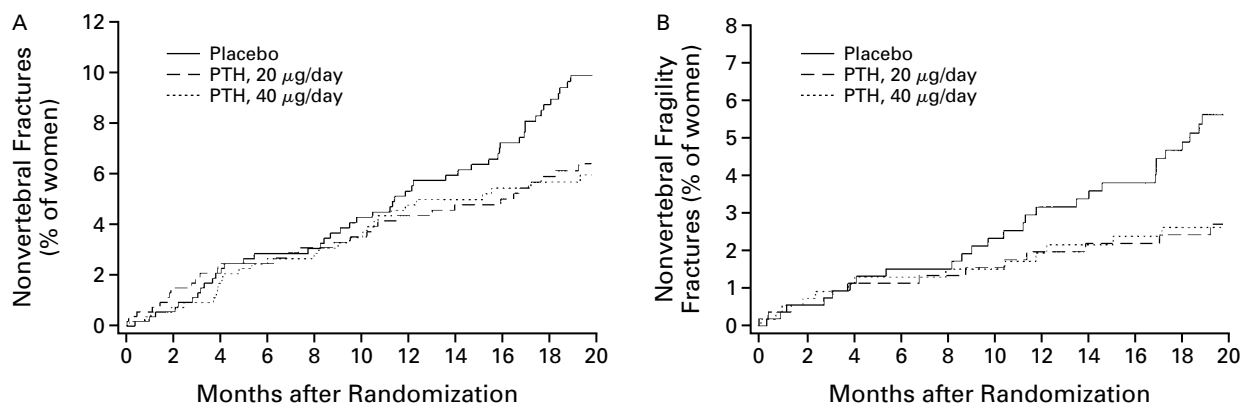 A
Nonvertebral Fractures
(% of women)
12
10
8
6
4
2
0
Placebo
PTH, 20 µg/day
PTH, 40 µg/day
0 2 4 6 8 10 12 14 16 18 20
Months after Randomization
B
Nonvertebral Fragility
Fractures (% of women)
8
7
6
5
4
3
2
1
0
Placebo
PTH, 20 µg/day
PTH, 40 µg/day
0 2 4 6 8 10 12 14 16 18 20
Months after Randomization